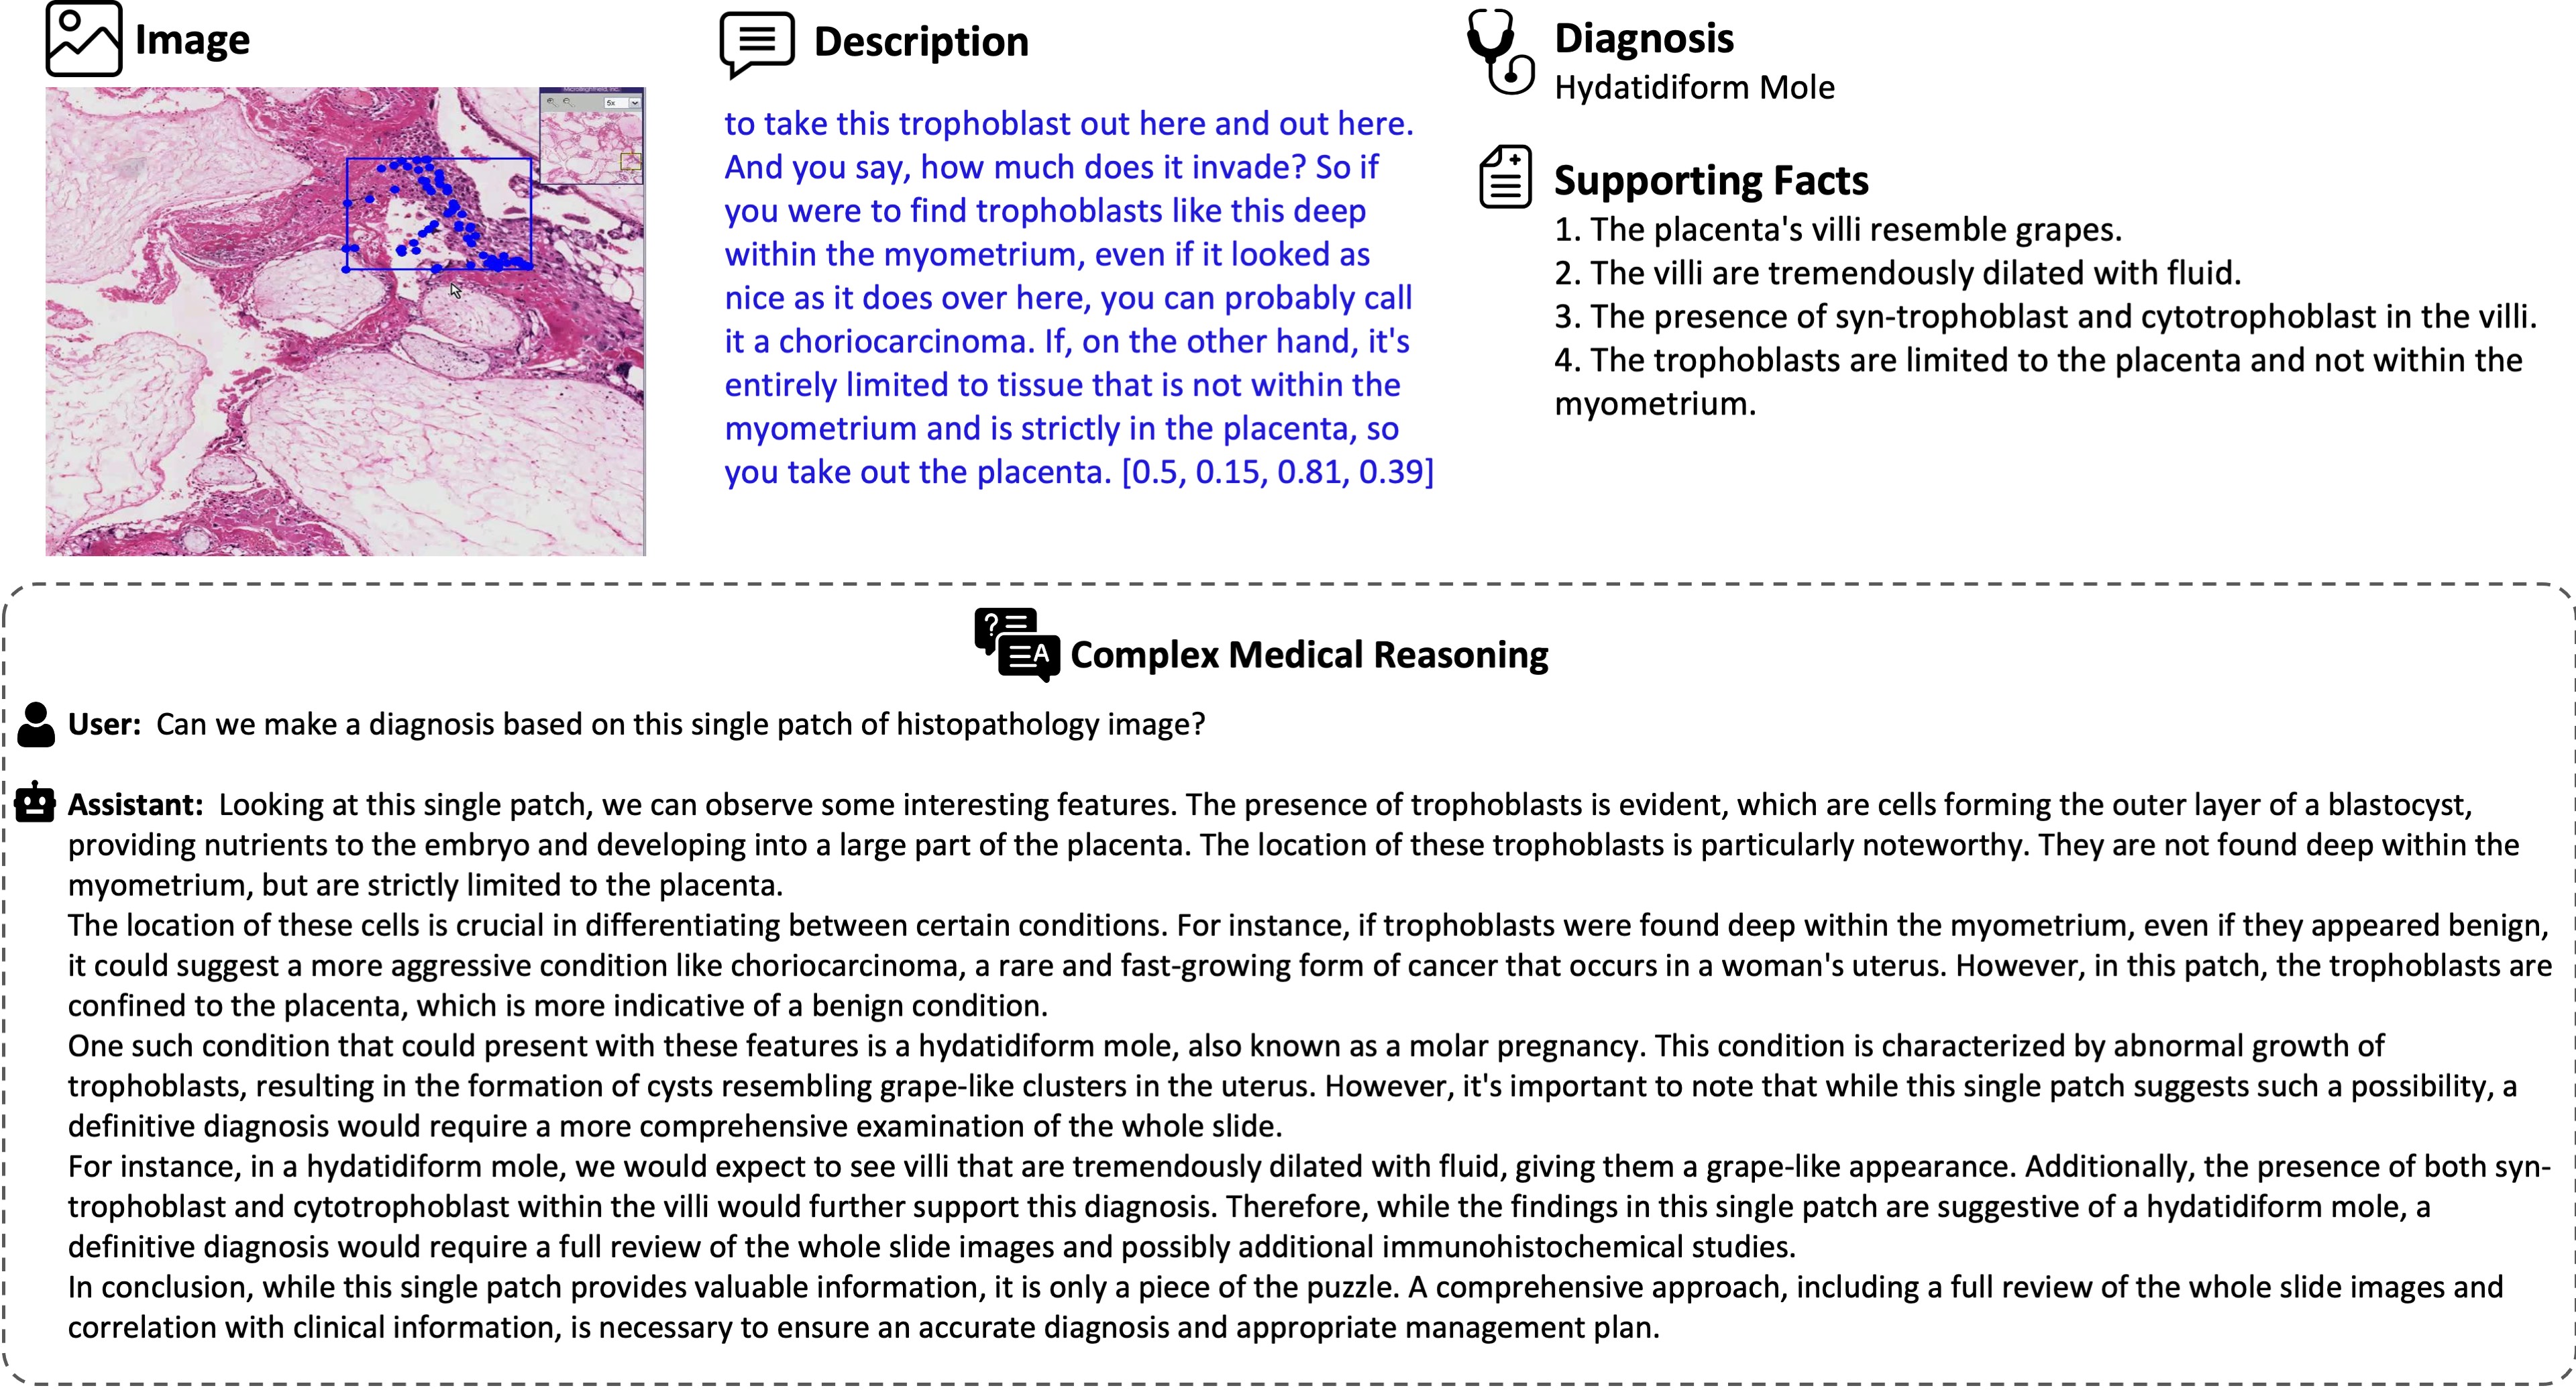 Image
MicroBrightField, Inc.
5x
Description
to take this trophoblast out here and out here.
And you say, how much does it invade? So if
you were to find trophoblasts like this deep
within the myometrium, even if it looked as
nice as it does over here, you can probably call
it a choriocarcinoma. If, on the other hand, it's
entirely limited to tissue that is not within the
myometrium and is strictly in the placenta, so
you take out the placenta. [0.5, 0.15, 0.81, 0.39]
Diagnosis
Hydatidiform Mole
Supporting Facts
1. The placenta's villi resemble grapes.
2. The villi are tremendously dilated with fluid.
3. The presence of syn-trophoblast and cytotrophoblast in the villi.
4. The trophoblasts are limited to the placenta and not within the
myometrium.
? A Complex Medical Reasoning
User: Can we make a diagnosis based on this single patch of histopathology image?
Assistant: Looking at this single patch, we can observe some interesting features. The presence of trophoblasts is evident, which are cells forming the outer layer of a blastocyst,
providing nutrients to the embryo and developing into a large part of the placenta. The location of these trophoblasts is particularly noteworthy. They are not found deep within the
myometrium, but are strictly limited to the placenta.
The location of these cells is crucial in differentiating between certain conditions. For instance, if trophoblasts were found deep within the myometrium, even if they appeared benign,
it could suggest a more aggressive condition like choriocarcinoma, a rare and fast-growing form of cancer that occurs in a woman's uterus. However, in this patch, the trophoblasts are
confined to the placenta, which is more indicative of a benign condition.
One such condition that could present with these features is a hydatidiform mole, also known as a molar pregnancy. This condition is characterized by abnormal growth of
trophoblasts, resulting in the formation of cysts resembling grape-like clusters in the uterus. However, it's important to note that while this single patch suggests such a possibility, a
definitive diagnosis would require a more comprehensive examination of the whole slide.
For instance, in a hydatidiform mole, we would expect to see villi that are tremendously dilated with fluid, giving them a grape-like appearance. Additionally, the presence of both syn-
trophoblast and cytotrophoblast within the villi would further support this diagnosis. Therefore, while the findings in this single patch are suggestive of a hydatidiform mole, a
definitive diagnosis would require a full review of the whole slide images and possibly additional immunohistochemical studies.
In conclusion, while this single patch provides valuable information, it is only a piece of the puzzle. A comprehensive approach, including a full review of the whole slide images and
correlation with clinical information, is necessary to ensure an accurate diagnosis and appropriate management plan.